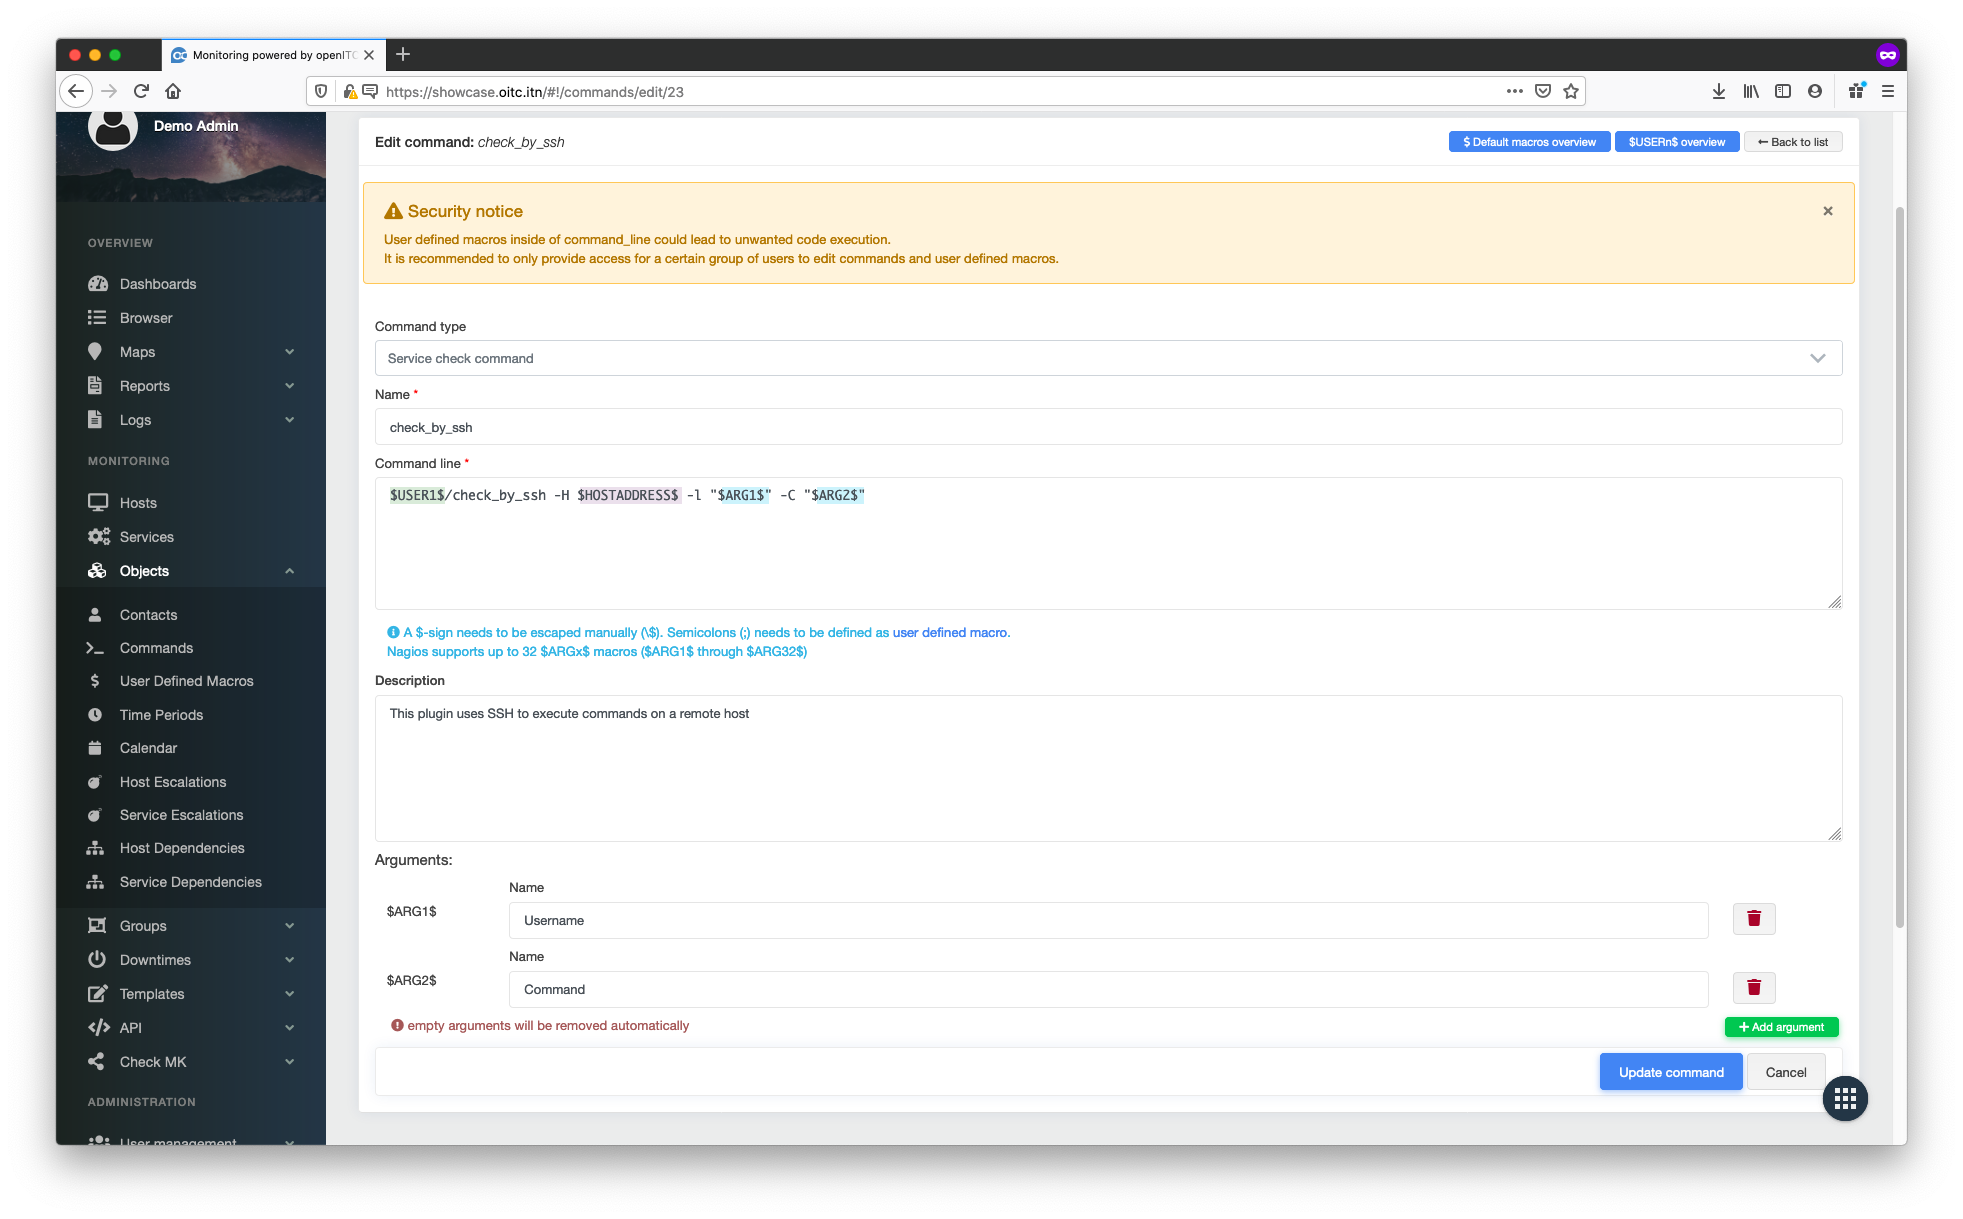 Monitoring powered by openITC
https://showcase.oitc.itn/#!/commands/edit/23
Demo Admin
OVERVIEW
Dashboards
Browser
Maps
Reports
Logs
MONITORING
Hosts
Services
Objects
Contacts
Commands
User Defined Macros
Time Periods
Calendar
Host Escalations
Service Escalations
Host Dependencies
Service Dependencies
Groups
Downtimes
Templates
API
Check MK
ADMINISTRATION
User management
Edit command: check_by_ssh
$ Default macros overview
$USERn$ overview
Back to list
Security notice
User defined macros inside of command_line could lead to unwanted code execution.
It is recommended to only provide access for a certain group of users to edit commands and user defined macros.
Command type
Service check command
Name *
check_by_ssh
Command line *
$USER1$/check_by_ssh -H $HOSTADDRESS$ -l "$ARG1$" -C "$ARG2$"
A $-sign needs to be escaped manually (\$). Semicolons (;) needs to be defined as user defined macro.
Nagios supports up to 32 $ARGx$ macros ($ARG1$ through $ARG32$)
Description
This plugin uses SSH to execute commands on a remote host
Arguments:
Name
$ARG1$
Username
Name
$ARG2$
Command
empty arguments will be removed automatically
+ Add argument
Update command
Cancel